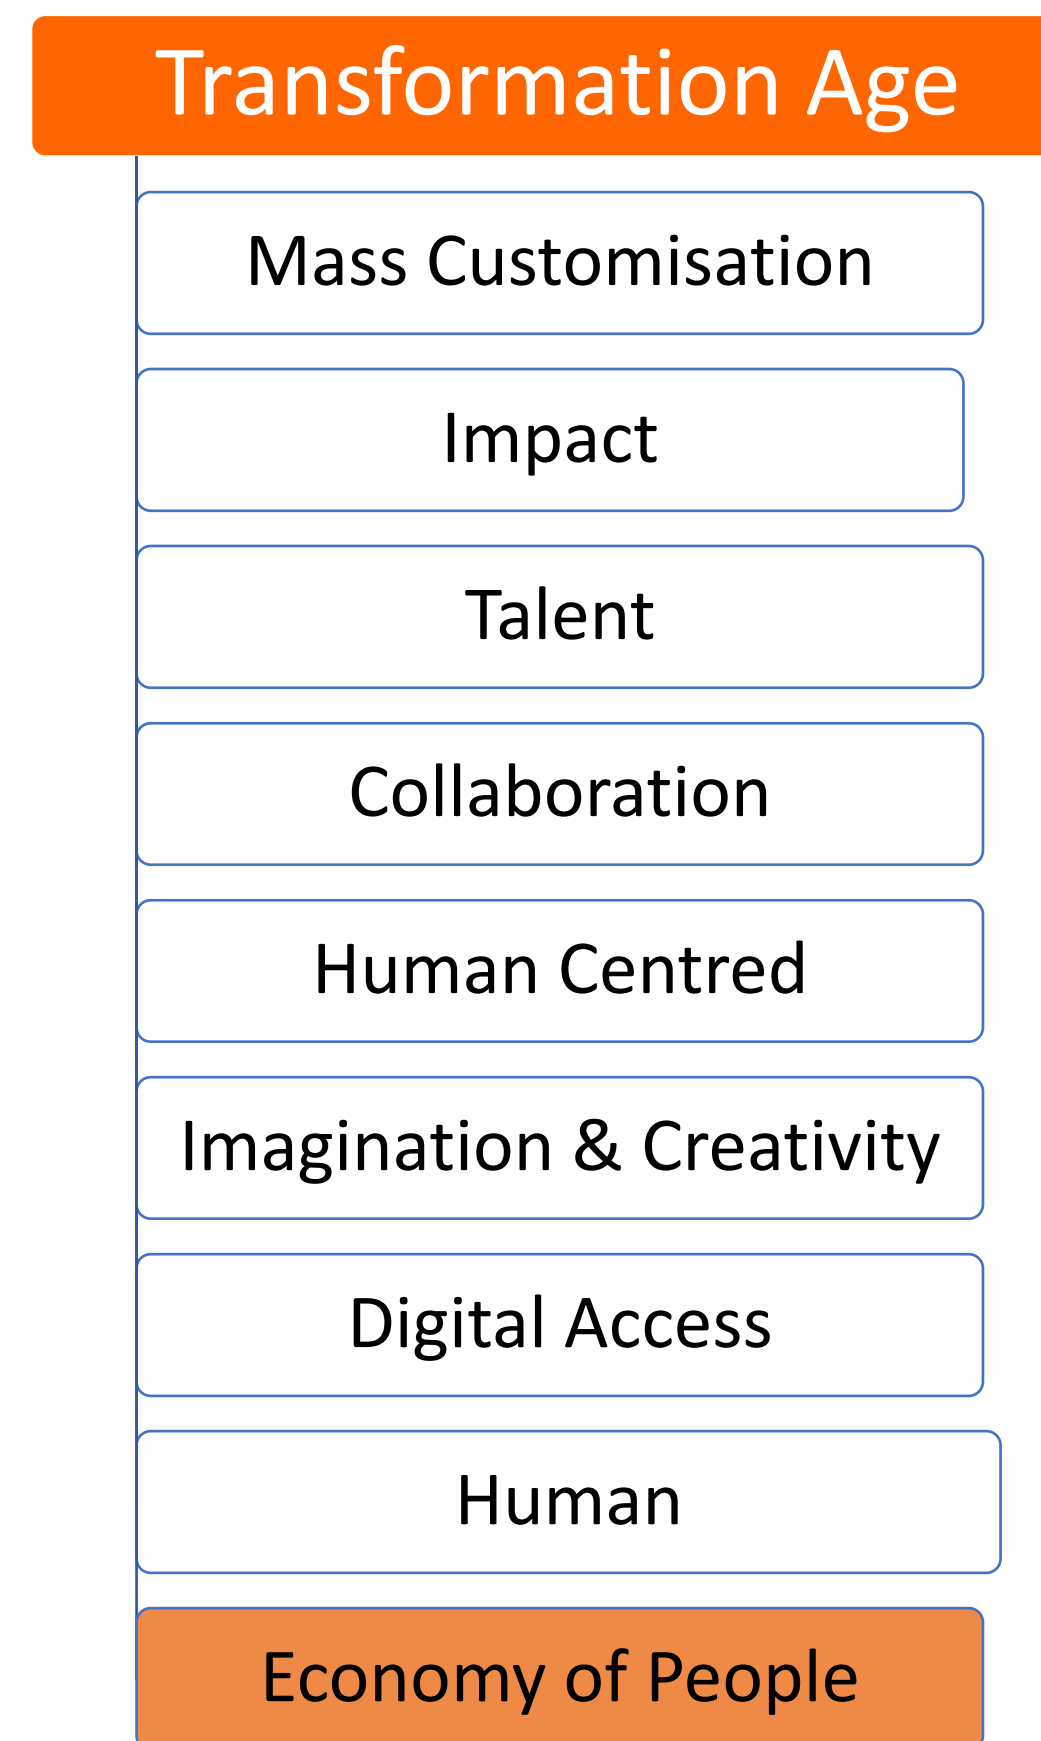 Transformation Age
Mass Customisation
Impact
Talent
Collaboration
Human Centred
Imagination & Creativity
Digital Access
Human
Economy of People